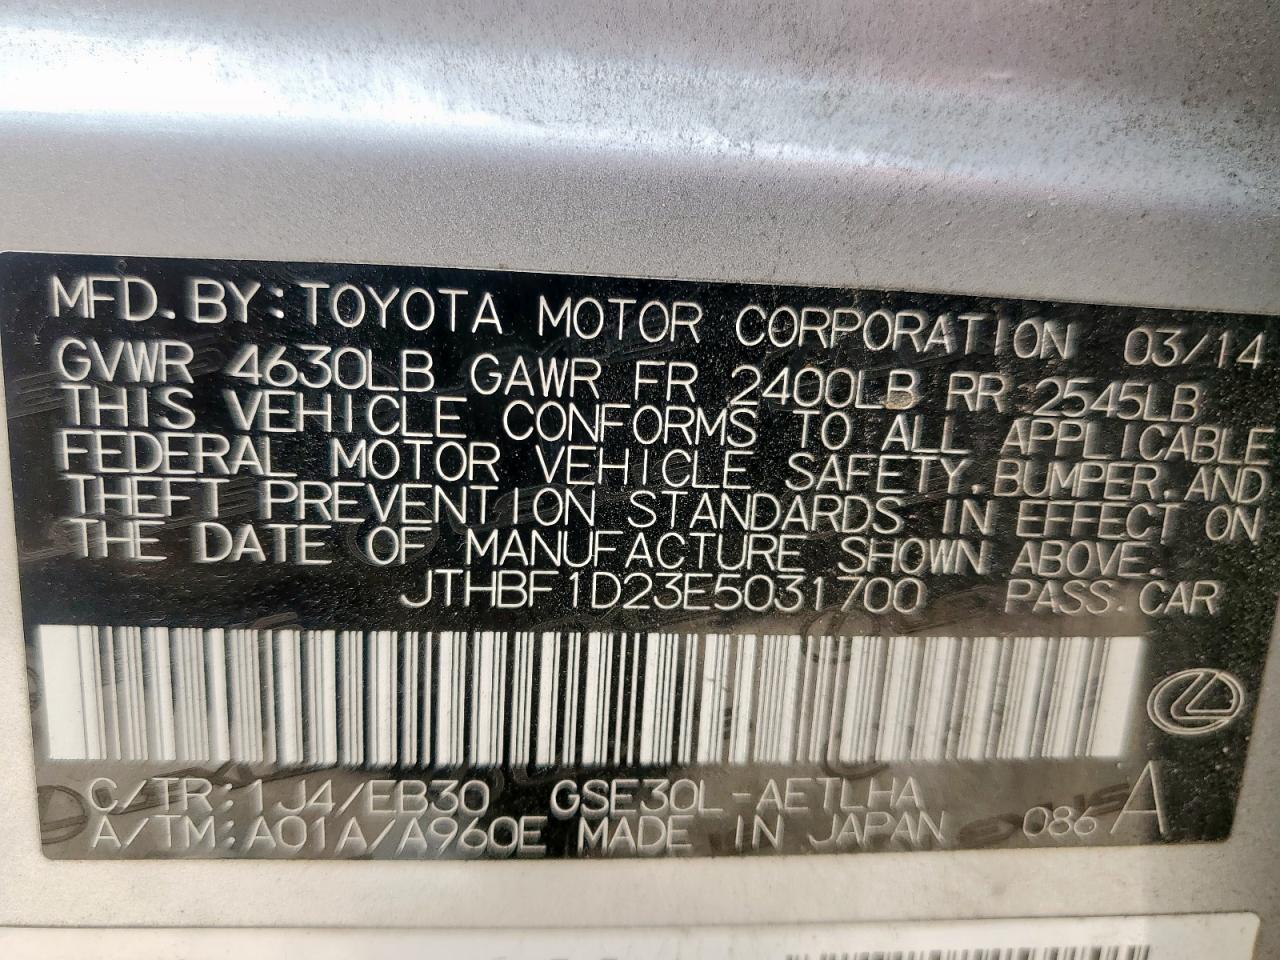 MFD. BY: TOYOTA MOTOR CORPORATION 03/14
GVWR 4630LB GAWR FR 2400LB RR 2545LB
THIS VEHICLE CONFORMS TO ALL APPLICABLE
FEDERAL MOTOR VEHICLE SAFETY, BUMPER, AND
THEFT PREVENTION STANDARDS IN EFFECT ON
THE DATE OF MANUFACTURE SHOWN ABOVE.
JTHBF1D23E5031700 PASS. CAR
C/TR: 1J4/EB30 GSE30L-AETLHA
A/TM: A01A/A960E MADE IN JAPAN 086 A